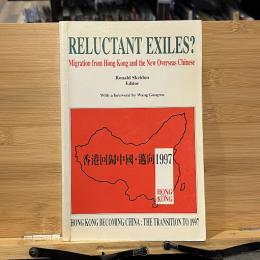 RELUCTANT EXILES?
Migration from Hong Kong and the New Overseas Chinese
Ronald Skeldon
Editor
With a foreword by Wang Gungwu
香港回歸中國·邁向1997
HONG
KONG
HONG KONG BECOMING CHINA: THE TRANSITION TO 1997